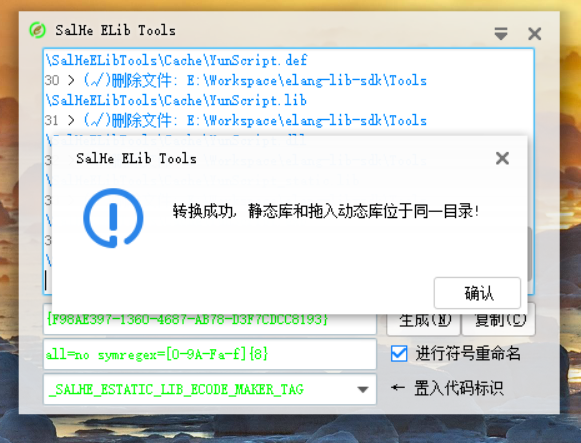 SalHe ELib Tools
\SalHeELibTools\Cache\YunScript.def
30 > (√)删除文件: E:\Workspace\elang-lib-sdk\Tools
\SalHeELibTools\Cache\YunScript.lib
31 > (√)删除文件: E:\Workspace\elang-lib-sdk\Tools
SalHe ELib Tools
转换成功, 静态库和拖入动态库位于同一目录!
确认
{F98AE397-1360-4687-AB78-D3F7CDCC8193}
生成(N)
复制(C)
all=no symregex=[0-9A-Fa-f]{8}
进行符号重命名
_SALHE_ESTATIC_LIB_ECODE_MAKER_TAG
← 置入代码标识